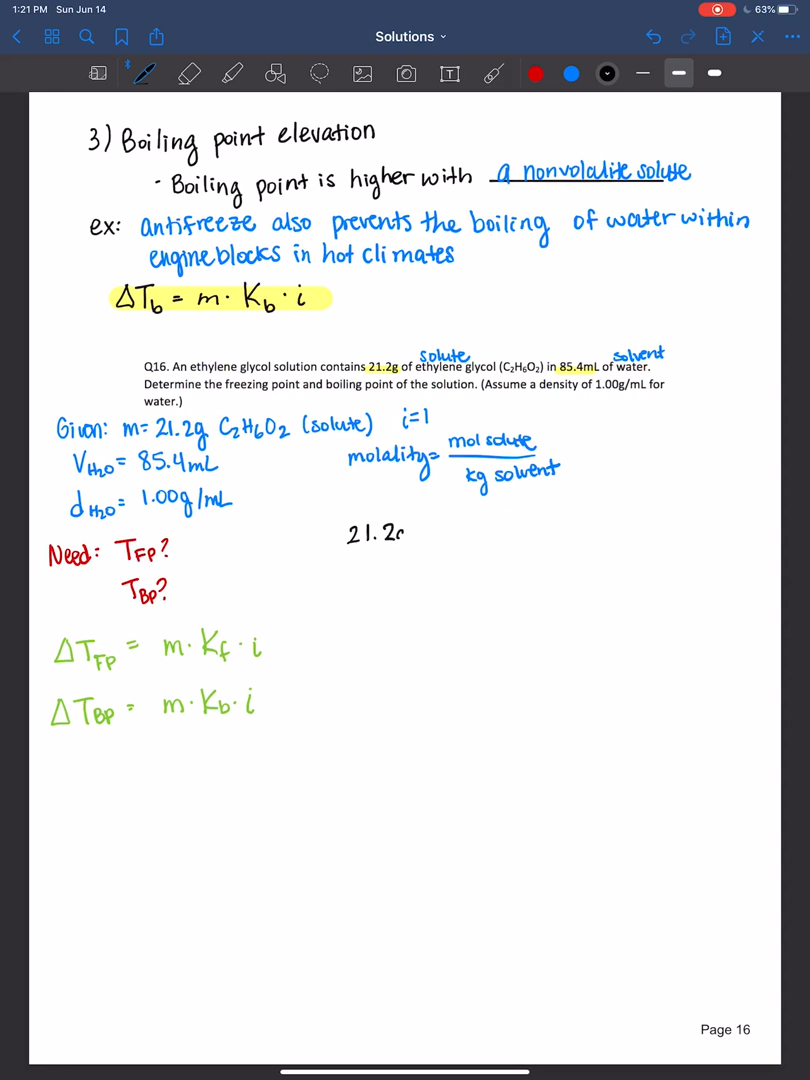 1:21 PM Sun Jun 14
63%
Solutions
3) Boiling point elevation
· Boiling point is higher with a nonvolalite solute
ex: antifreeze also prevents the boiling of water within
engine blocks in hot climates
ΔTb = m · Kb · i
solute solvent
Q16. An ethylene glycol solution contains 21.2g of ethylene glycol (C2H6O2) in 85.4mL of water.
Determine the freezing point and boiling point of the solution. (Assume a density of 1.00g/mL for
water.)
Given: m= 21.2g C2H6O2 (solute) i=1
VH2O = 85.4mL
dH2O = 1.00g/mL
molality= mol solute
kg solvent
21.2
Need: TFP?
TBP?
ΔTFP = m · Kf · i
ΔTBP = m · Kb · i
Page 16